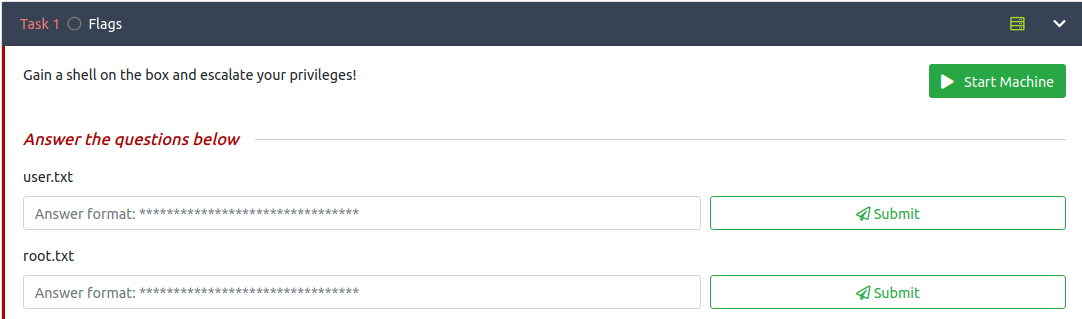 Task 1 Flags
Gain a shell on the box and escalate your privileges!
Start Machine
Answer the questions below
user.txt
Answer format: ********************************
Submit
root.txt
Answer format: ********************************
Submit